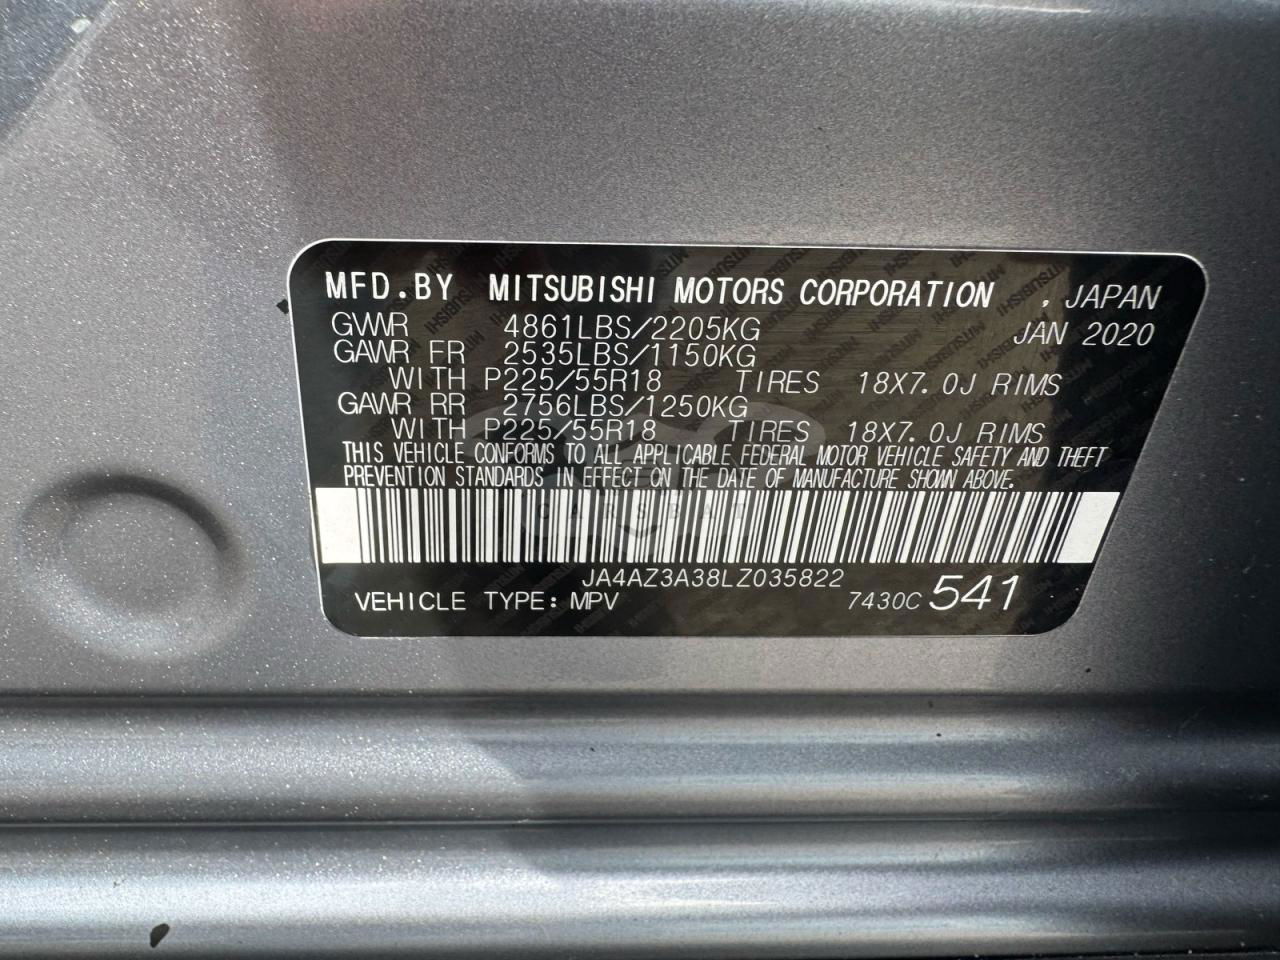 MFD.BY MITSUBISHI MOTORS CORPORATION , JAPAN
GVWR 4861LBS/2205KG JAN 2020
GAWR FR 2535LBS/1150KG
WITH P225/55R18 TIRES 18X7.0J RIMS
GAWR RR 2756LBS/1250KG
WITH P225/55R18 TIRES 18X7.0J RIMS
THIS VEHICLE CONFORMS TO ALL APPLICABLE FEDERAL MOTOR VEHICLE SAFETY AND THEFT
PREVENTION STANDARDS IN EFFECT ON THE DATE OF MANUFACTURE SHOWN ABOVE.
CARSBAT
JA4AZ3A38LZ035822
VEHICLE TYPE: MPV 7430C 541